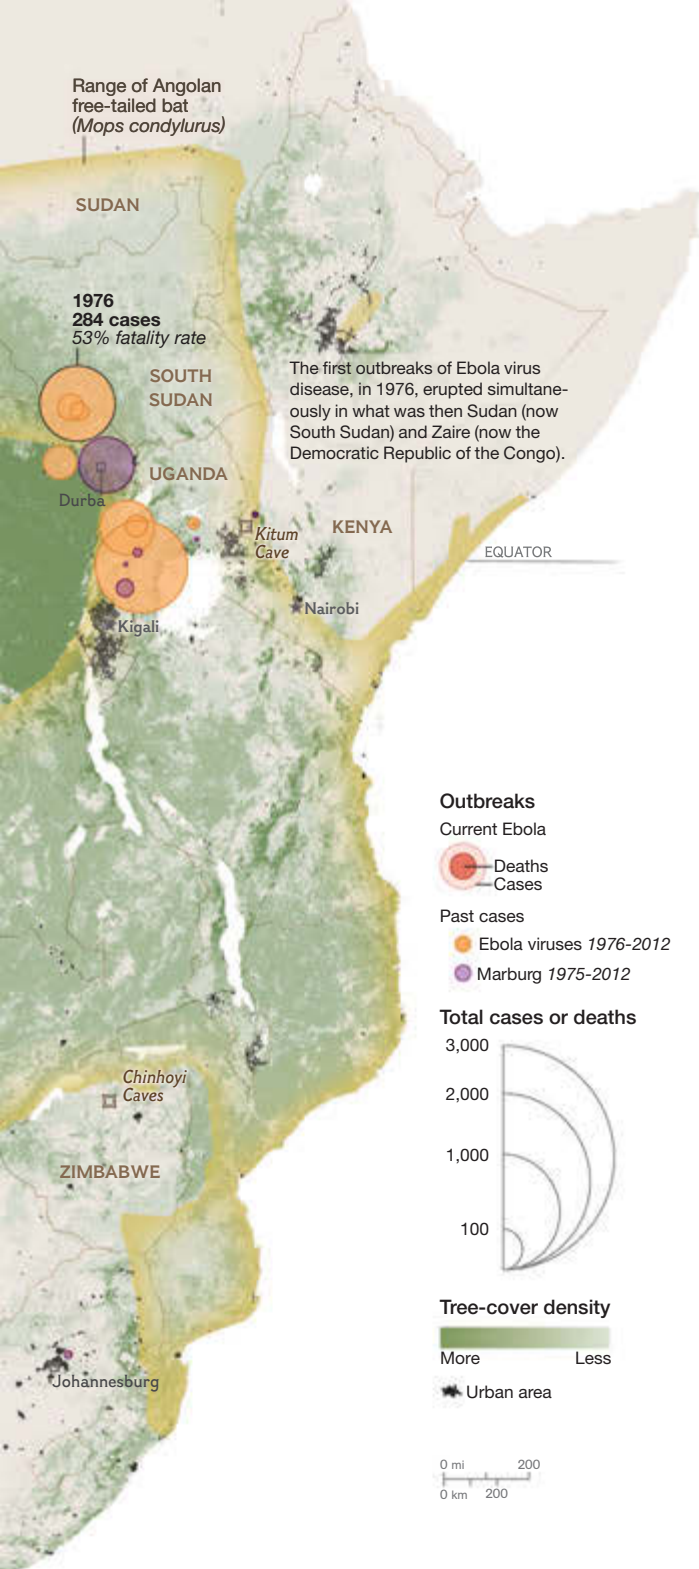 Range of Angolan
free-tailed bat
(Mops condylurus)
SUDAN
1976
284 cases
53% fatality rate
SOUTH
SUDAN
The first outbreaks of Ebola virus
disease, in 1976, erupted simultane-
ously in what was then Sudan (now
South Sudan) and Zaire (now the
Democratic Republic of the Congo).
UGANDA
Durba
KENYA
Kitum
Cave
EQUATOR
Nairobi
Kigali
Outbreaks
Current Ebola
Deaths
Cases
Past cases
Ebola viruses 1976-2012
Marburg 1975-2012
Total cases or deaths
3,000
2,000
1,000
100
Chinhoyi
Caves
ZIMBABWE
Tree-cover density
More Less
Urban area
Johannesburg
0 mi 200
0 km 200